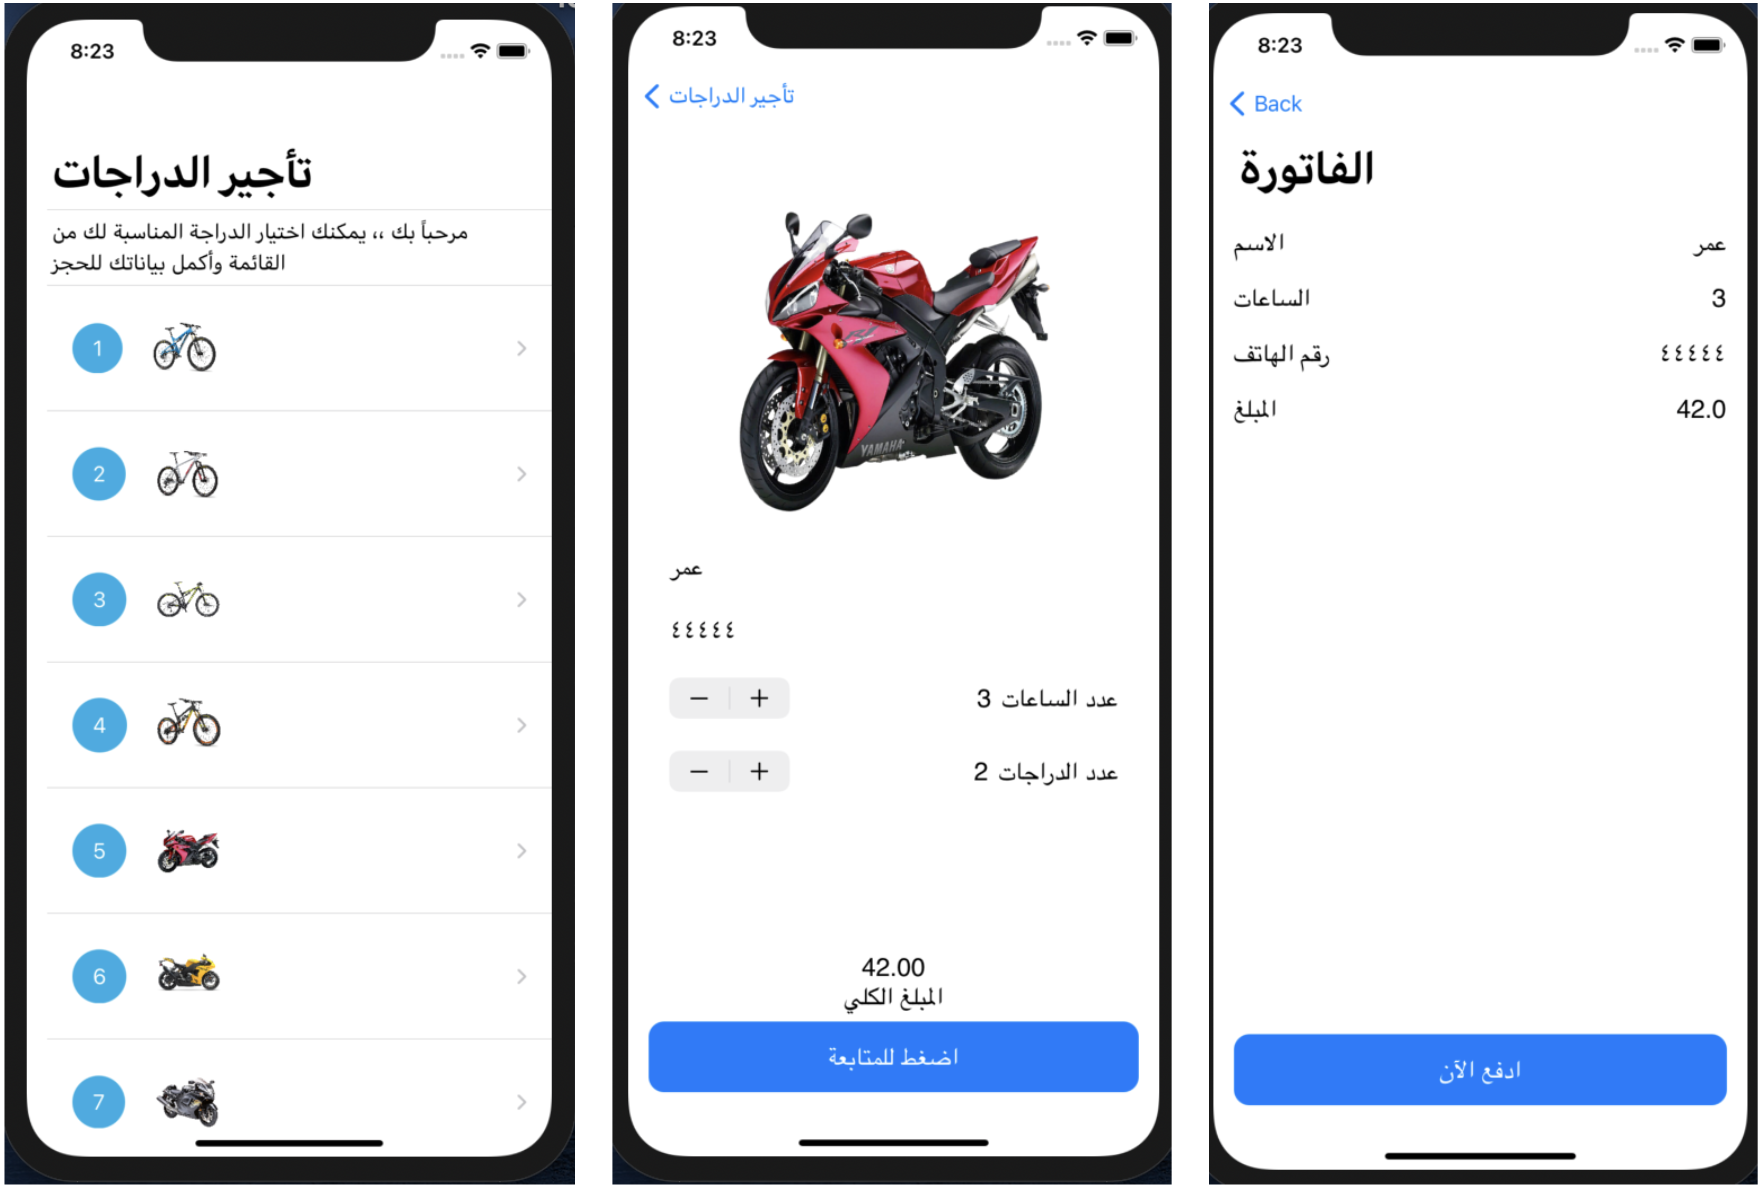 8:23
تأجير الدراجات
مرحباً بك ،، يمكنك اختيار الدراجة المناسبة لك من
القائمة وأكمل بياناتك للحجز
1
2
3
4
5
6
7
8:23
تأجير الدراجات
R1
YAMAHA
عمر
٤٤٤٤٤
عدد الساعات 3
عدد الدراجات 2
42.00
المبلغ الكلي
اضغط للمتابعة
8:23
Back
الفاتورة
الاسم عمر
الساعات 3
رقم الهاتف ٤٤٤٤٤
المبلغ 42.0
ادفع الآن